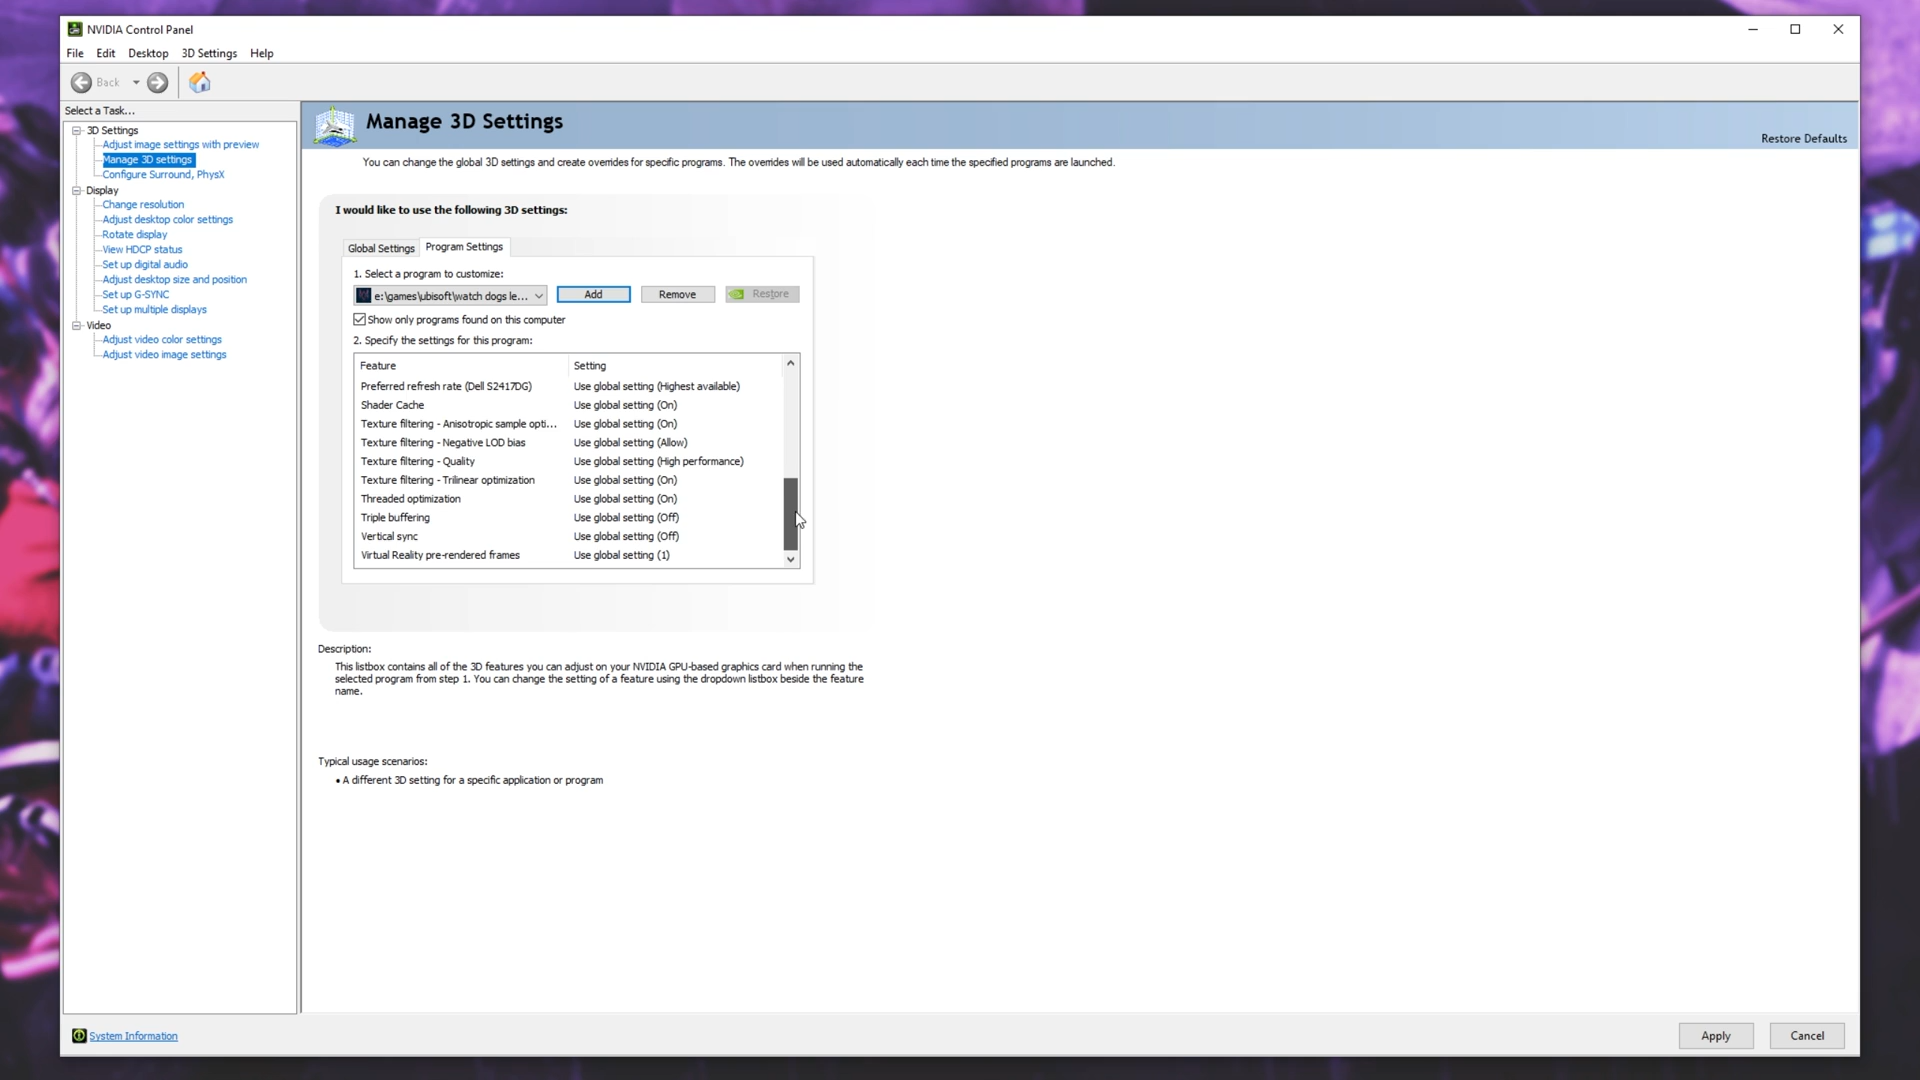 NVIDIA Control Panel
File Edit Desktop 3D Settings Help
Back
Select a Task...
3D Settings
Adjust image settings with preview
Manage 3D settings
Configure Surround, PhysX
Display
Change resolution
Adjust desktop color settings
Rotate display
View HDCP status
Set up digital audio
Adjust desktop size and position
Set up G-SYNC
Set up multiple displays
Video
Adjust video color settings
Adjust video image settings
System Information
Manage 3D Settings
Restore Defaults
You can change the global 3D settings and create overrides for specific programs. The overrides will be used automatically each time the specified programs are launched.
I would like to use the following 3D settings:
Global Settings Program Settings
1. Select a program to customize:
e:\games\ubisoft\watch dogs le... Add Remove Restore
Show only programs found on this computer
2. Specify the settings for this program:
Feature Setting
Preferred refresh rate (Dell S2417DG) Use global setting (Highest available)
Shader Cache Use global setting (On)
Texture filtering - Anisotropic sample opti... Use global setting (On)
Texture filtering - Negative LOD bias Use global setting (Allow)
Texture filtering - Quality Use global setting (High performance)
Texture filtering - Trilinear optimization Use global setting (On)
Threaded optimization Use global setting (On)
Triple buffering Use global setting (Off)
Vertical sync Use global setting (Off)
Virtual Reality pre-rendered frames Use global setting (1)
Description:
This listbox contains all of the 3D features you can adjust on your NVIDIA GPU-based graphics card when running the
selected program from step 1. You can change the setting of a feature using the dropdown listbox beside the feature
name.
Typical usage scenarios:
• A different 3D setting for a specific application or program
Apply Cancel